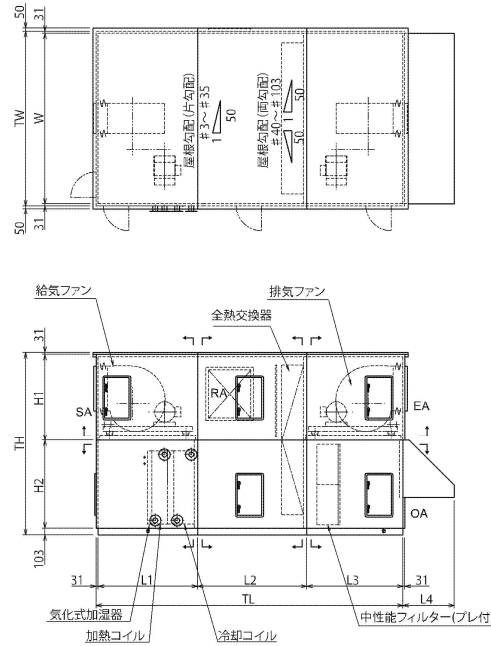 50
31
TW
W
31
50
屋根勾配(片勾配)
#3～#35
1
50
屋根勾配(両勾配)
#40～#103
50
1
50
給気ファン
全熱交換器
排気ファン
31
H1
TH
H2
103
SA
RA
EA
OA
31
L1
L2
L3
31
TL
L4
気化式加湿器
加熱コイル
冷却コイル
中性能フィルター(プレ付